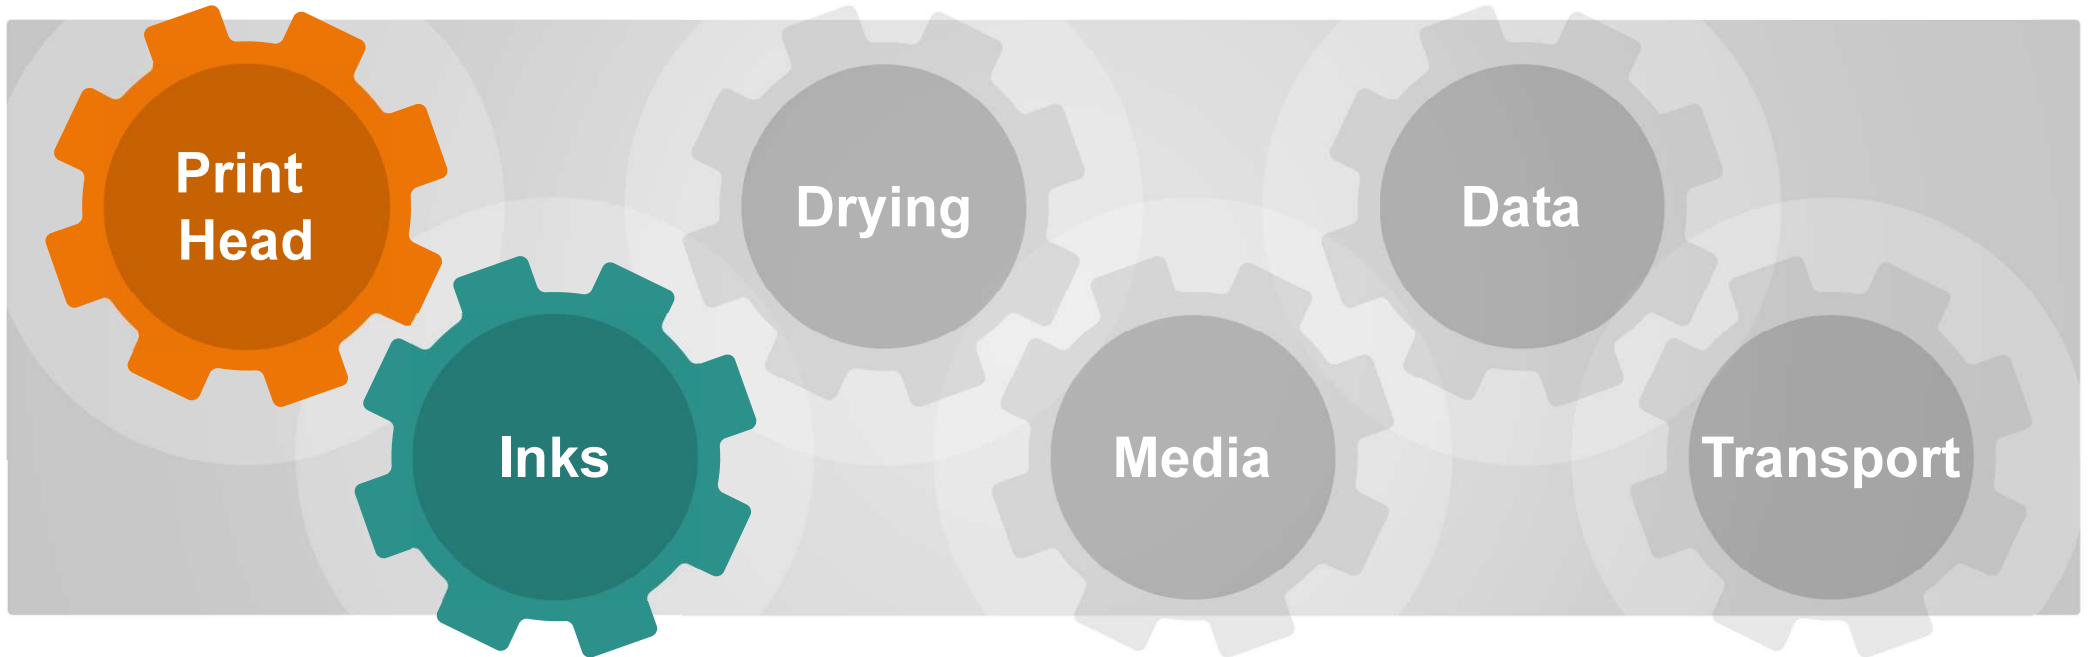 Print
Head
Inks
Drying
Media
Data
Transport